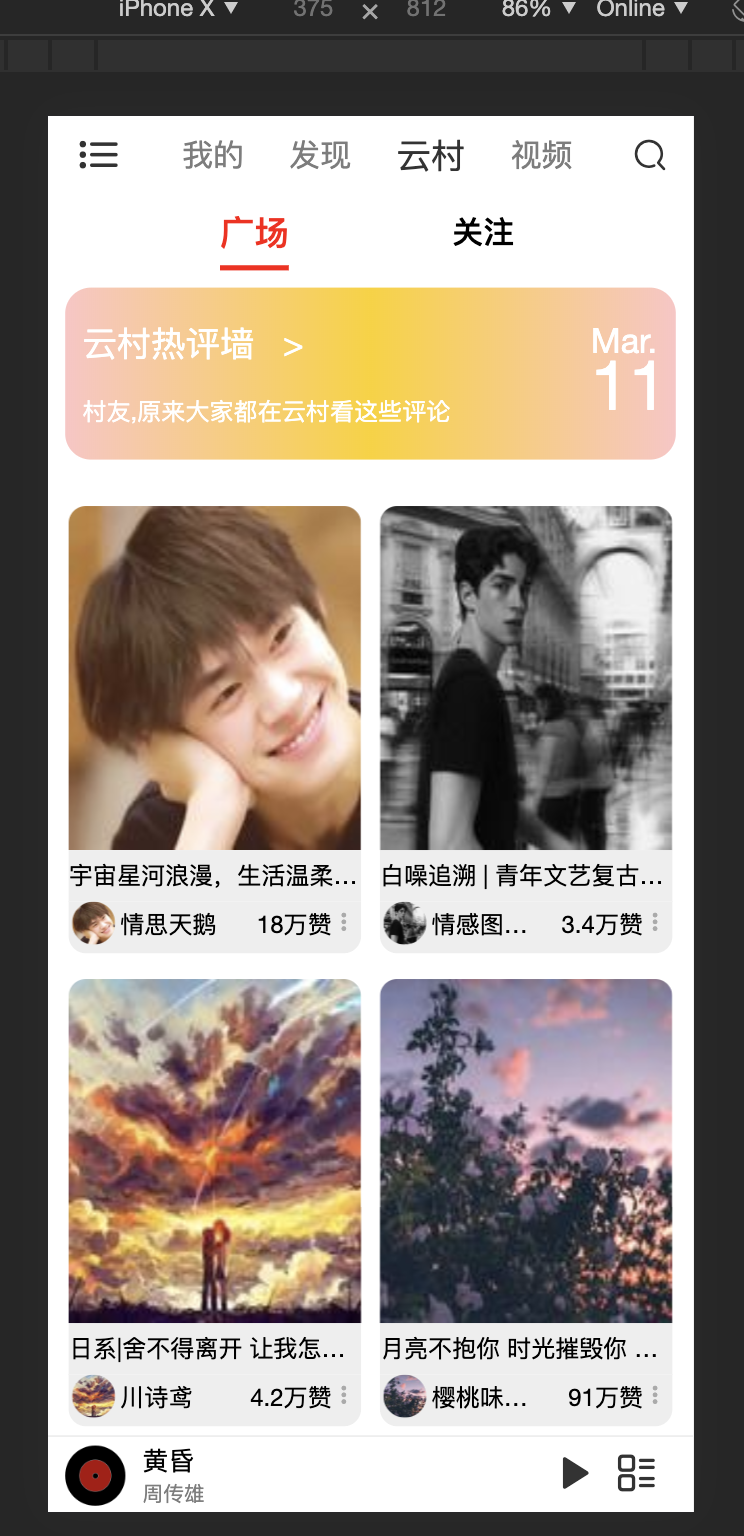 iPhone X ▼ 375 × 812 86% ▼ Online ▼
我的 发现 云村 视频
广场 关注
云村热评墙 >
Mar.
11
村友,原来大家都在云村看这些评论
宇宙星河浪漫，生活温柔...
白噪追溯 | 青年文艺复古...
情思天鹅 18万赞
情感图... 3.4万赞
日系|舍不得离开 让我怎...
月亮不抱你 时光摧毁你 ...
川诗鸢 4.2万赞
樱桃味... 91万赞
黄昏
周传雄